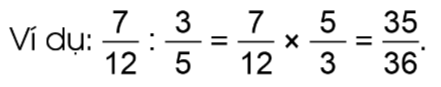 Ví dụ: 7/12 : 3/5 = 7/12 × 5/3 = 35/36.